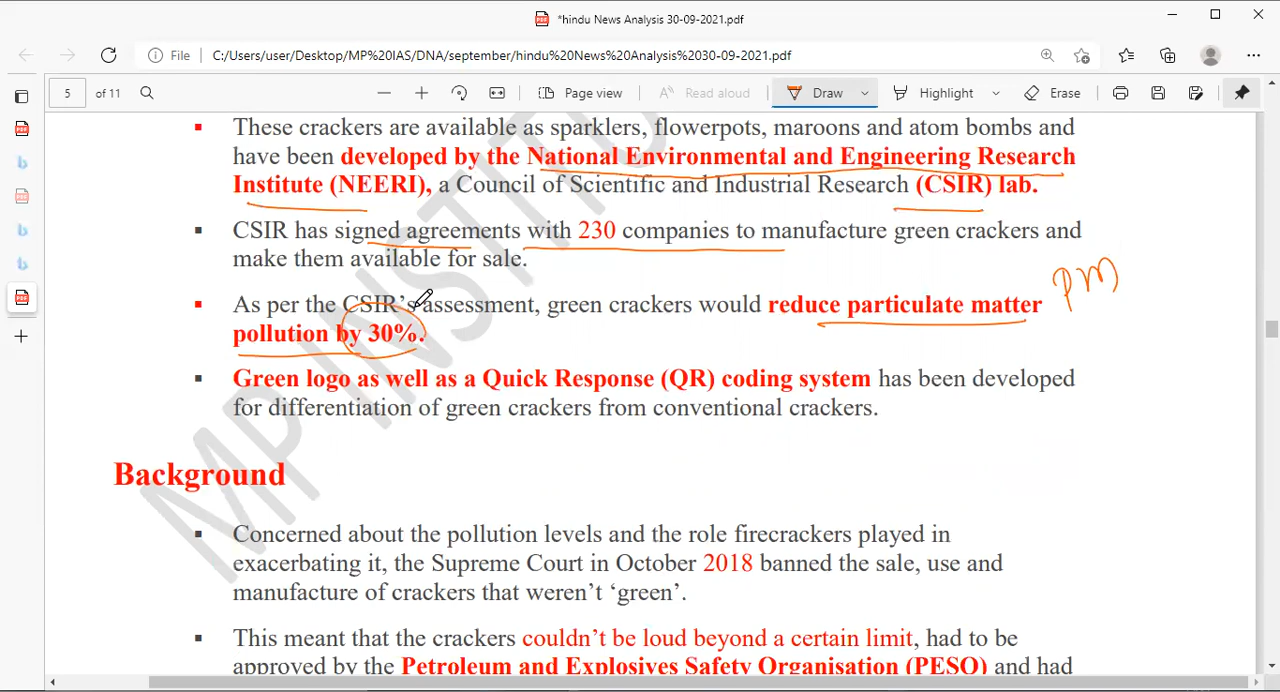 *hindu News Analysis 30-09-2021.pdf
File C:/Users/user/Desktop/MP%20IAS/DNA/september/hindu%20News%20Analysis%2030-09-2021.pdf
5 of 11 Page view Read aloud Draw Highlight Erase
These crackers are available as sparklers, flowerpots, maroons and atom bombs and
have been developed by the National Environmental and Engineering Research
Institute (NEERI), a Council of Scientific and Industrial Research (CSIR) lab.
CSIR has signed agreements with 230 companies to manufacture green crackers and
make them available for sale.
PM
As per the CSIR's assessment, green crackers would reduce particulate matter
pollution by 30%.
Green logo as well as a Quick Response (QR) coding system has been developed
for differentiation of green crackers from conventional crackers.
Background
Concerned about the pollution levels and the role firecrackers played in
exacerbating it, the Supreme Court in October 2018 banned the sale, use and
manufacture of crackers that weren't ‘green’.
This meant that the crackers couldn't be loud beyond a certain limit, had to be
approved by the Petroleum and Explosives Safety Organisation (PESO) and had
MP INSTITU